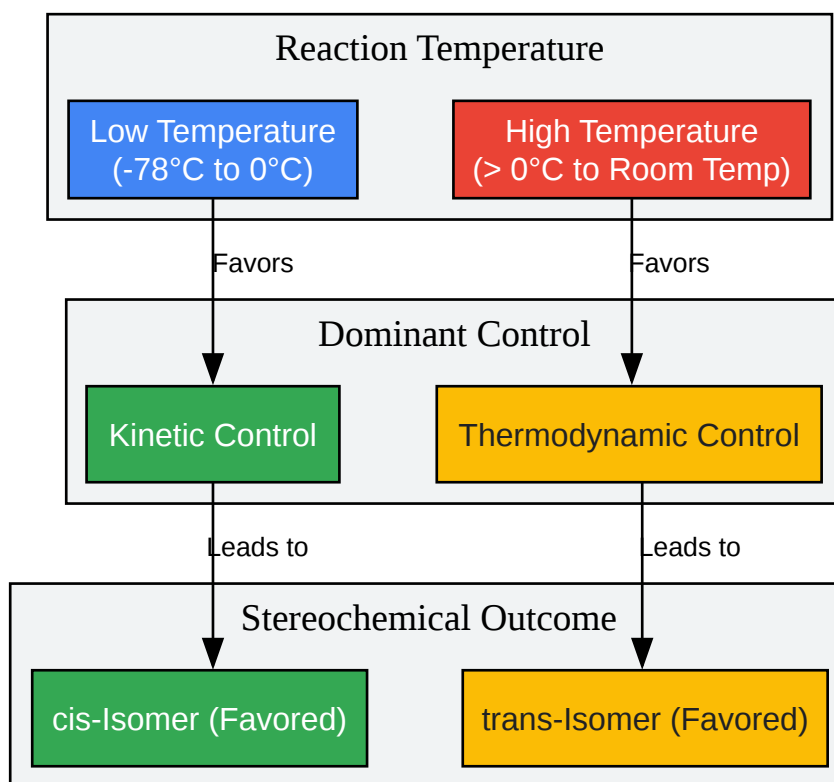 Reaction Temperature
Low Temperature
(-78°C to 0°C)
High Temperature
(> 0°C to Room Temp)
Favors
Favors
Dominant Control
Kinetic Control
Thermodynamic Control
Leads to
Leads to
Stereochemical Outcome
cis-Isomer (Favored)
trans-Isomer (Favored)